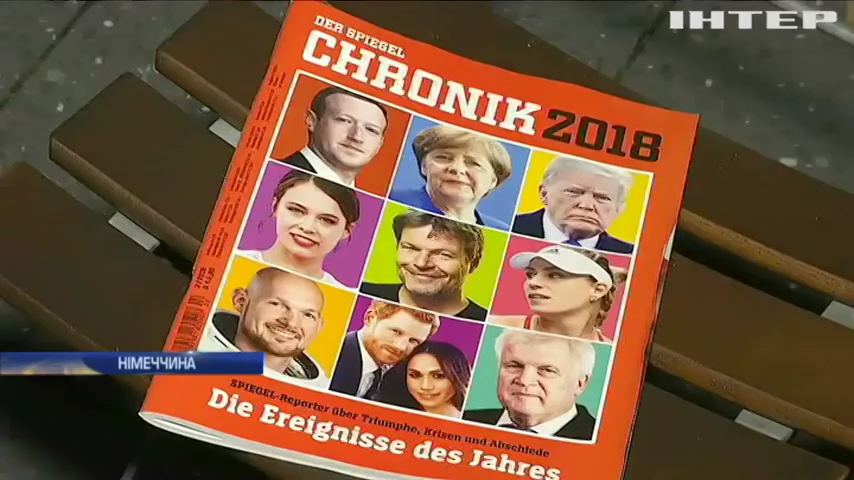 ІНТЕР
DER SPIEGEL
CHRONIK 2018
НІМЕЧЧИНА
SPIEGEL-Reporter über Triumphe, Krisen und Abschiede
Die Ereignisse des Jahres